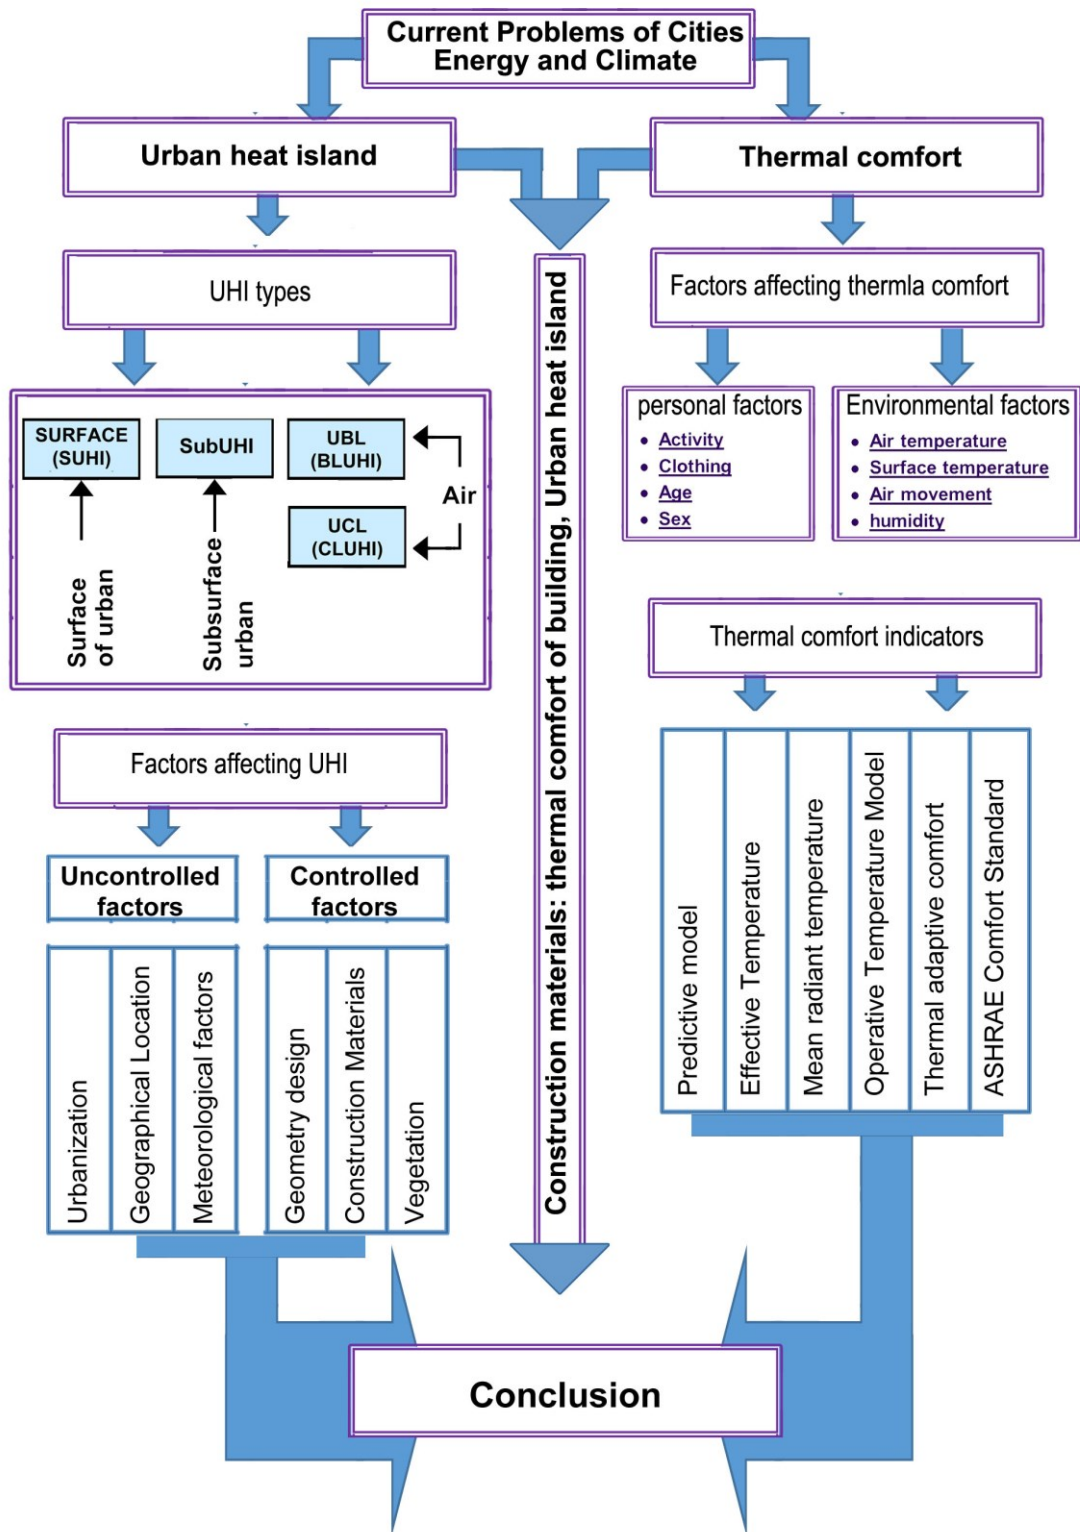 Current Problems of Cities
Energy and Climate
Urban heat island
Thermal comfort
UHI types
Factors affecting thermla comfort
SURFACE
(SUHI)
SubUHI
UBL
(BLUHI)
UCL
(CLUHI)
Air
Surface
of urban
Subsurface
urban
personal factors
• Activity
• Clothing
• Age
• Sex
Environmental factors
• Air temperature
• Surface temperature
• Air movement
• humidity
Construction materials: thermal comfort of building, Urban heat island
Thermal comfort indicators
Predictive model
Effective Temperature
Mean radiant temperature
Operative Temperature Model
Thermal adaptive comfort
ASHRAE Comfort Standard
Factors affecting UHI
Uncontrolled
factors
Controlled
factors
Urbanization
Geographical Location
Meteorological factors
Geometry design
Construction Materials
Vegetation
Conclusion